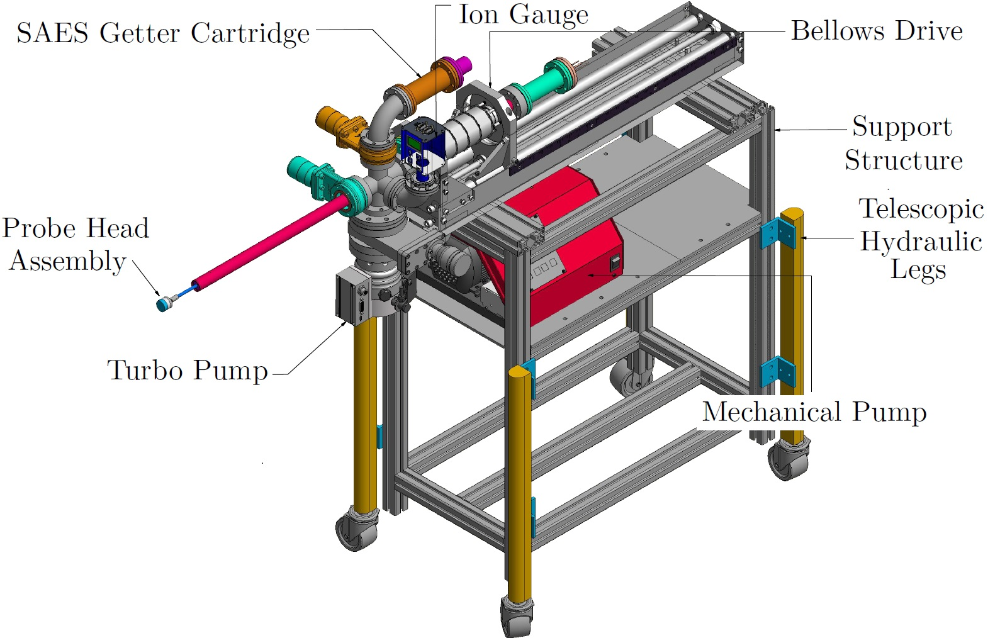 Ion Gauge
SAES Getter Cartridge
Bellows Drive
Support
Structure
Telescopic
Hydraulic
Legs
Probe Head
Assembly
Turbo Pump
Mechanical Pump